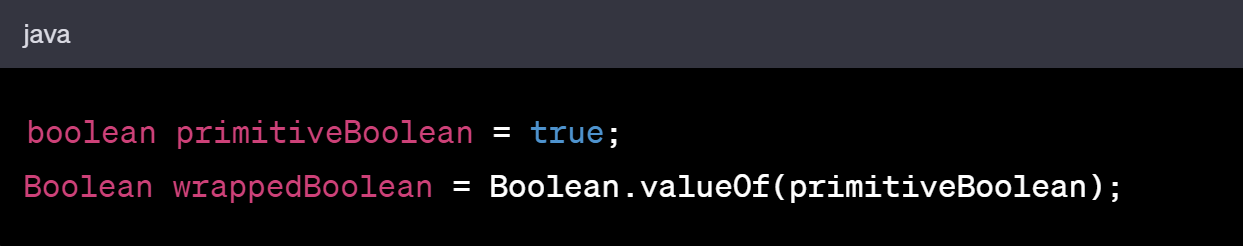 java
boolean primitiveBoolean = true;
Boolean wrappedBoolean = Boolean.valueOf(primitiveBoolean);